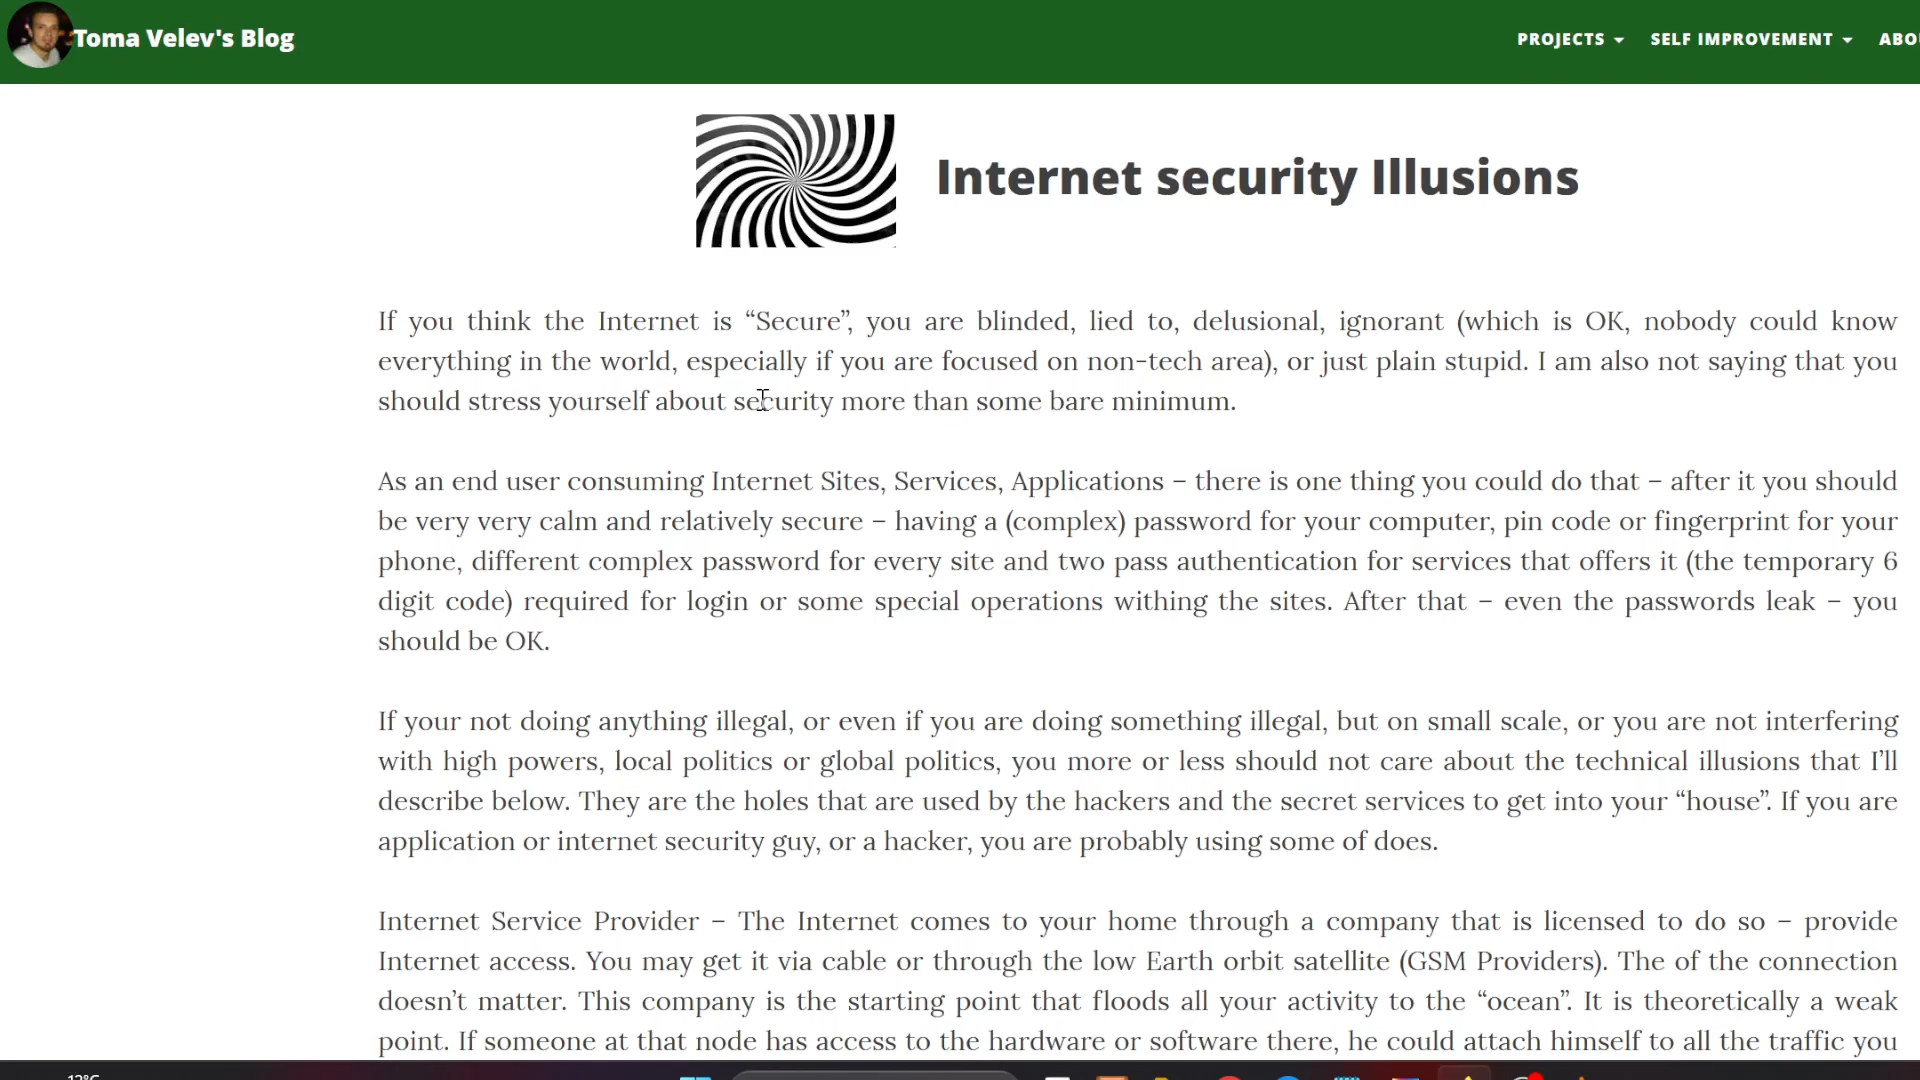 Toma Velev's Blog
PROJECTS
SELF IMPROVEMENT
Internet security Illusions
If you think the Internet is “Secure”, you are blinded, lied to, delusional, ignorant (which is OK, nobody could know
everything in the world, especially if you are focused on non-tech area), or just plain stupid. I am also not saying that you
should stress yourself about security more than some bare minimum.
As an end user consuming Internet Sites, Services, Applications – there is one thing you could do that – after it you should
be very very calm and relatively secure – having a (complex) password for your computer, pin code or fingerprint for your
phone, different complex password for every site and two pass authentication for services that offers it (the temporary 6
digit code) required for login or some special operations withing the sites. After that – even the passwords leak – you
should be OK.
If your not doing anything illegal, or even if you are doing something illegal, but on small scale, or you are not interfering
with high powers, local politics or global politics, you more or less should not care about the technical illusions that I’ll
describe below. They are the holes that are used by the hackers and the secret services to get into your “house”. If you are
application or internet security guy, or a hacker, you are probably using some of does.
Internet Service Provider – The Internet comes to your home through a company that is licensed to do so – provide
Internet access. You may get it via cable or through the low Earth orbit satellite (GSM Providers). The of the connection
doesn’t matter. This company is the starting point that floods all your activity to the “ocean”. It is theoretically a weak
point. If someone at that node has access to the hardware or software there, he could attach himself to all the traffic you